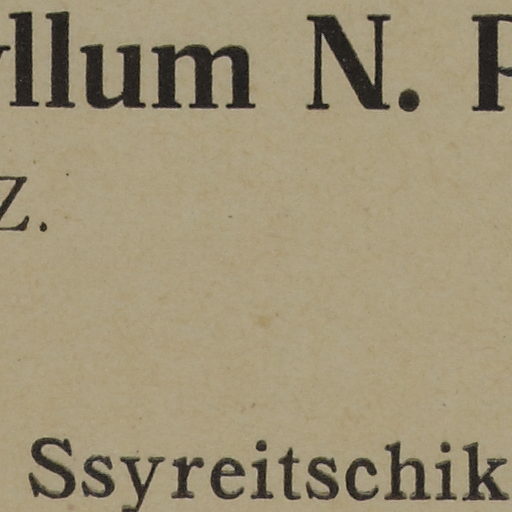 yllum N. P
Z.
Ssyreitschik